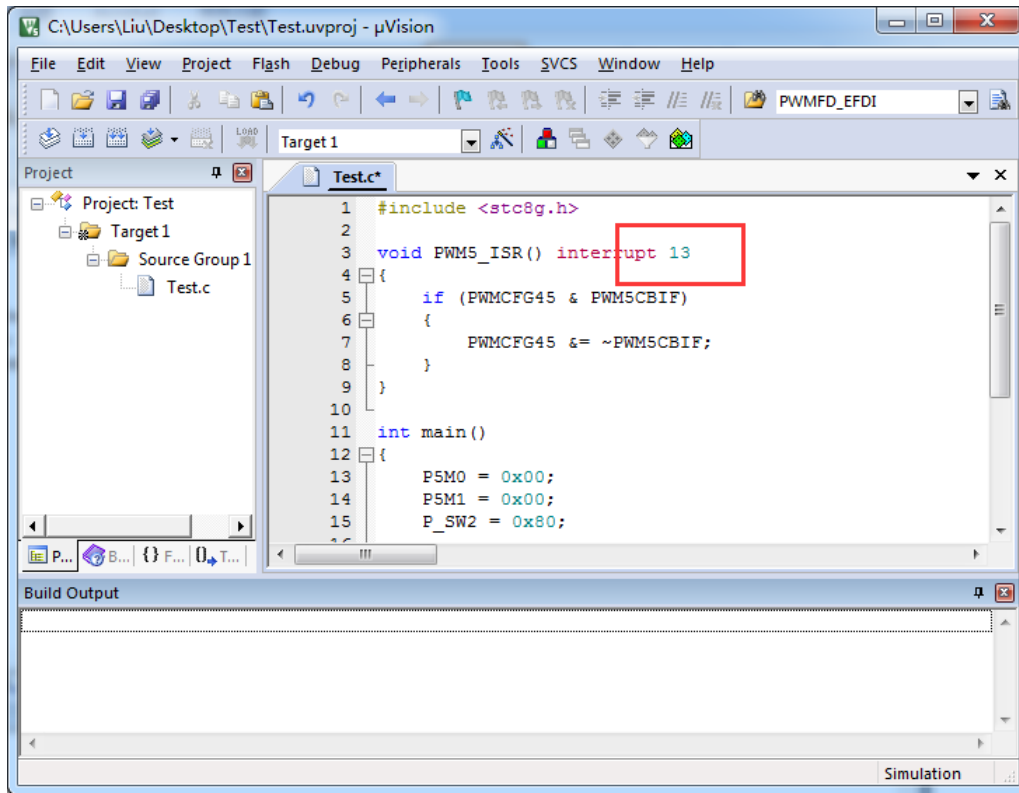 C:\Users\Liu\Desktop\Test\Test.uvproj - µVision
File Edit View Project Flash Debug Peripherals Tools SVCS Window Help
PWMFD_EFDI
LOAD Target 1
Project
Test.c*
Project: Test
Target 1
Source Group 1
Test.c
1 #include <stc8g.h>
2
3 void PWM5_ISR() interrupt 13
4 {
5 if (PWMCFG45 & PWM5CBIF)
6 {
7 PWMCFG45 &= ~PWM5CBIF;
8 }
9 }
10
11 int main()
12 {
13 P5M0 = 0x00;
14 P5M1 = 0x00;
15 P_SW2 = 0x80;
P... B... {} F... 0 T...
Build Output
Simulation